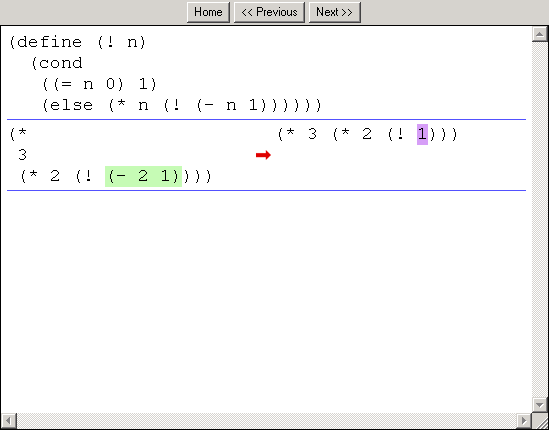 Home << Previous Next >>
(define (! n)
(cond
((= n 0) 1)
(else (* n (! (- n 1))))))
(* (* 3 (* 2 (! 1)))
3
(* 2 (! (- 2 1))))